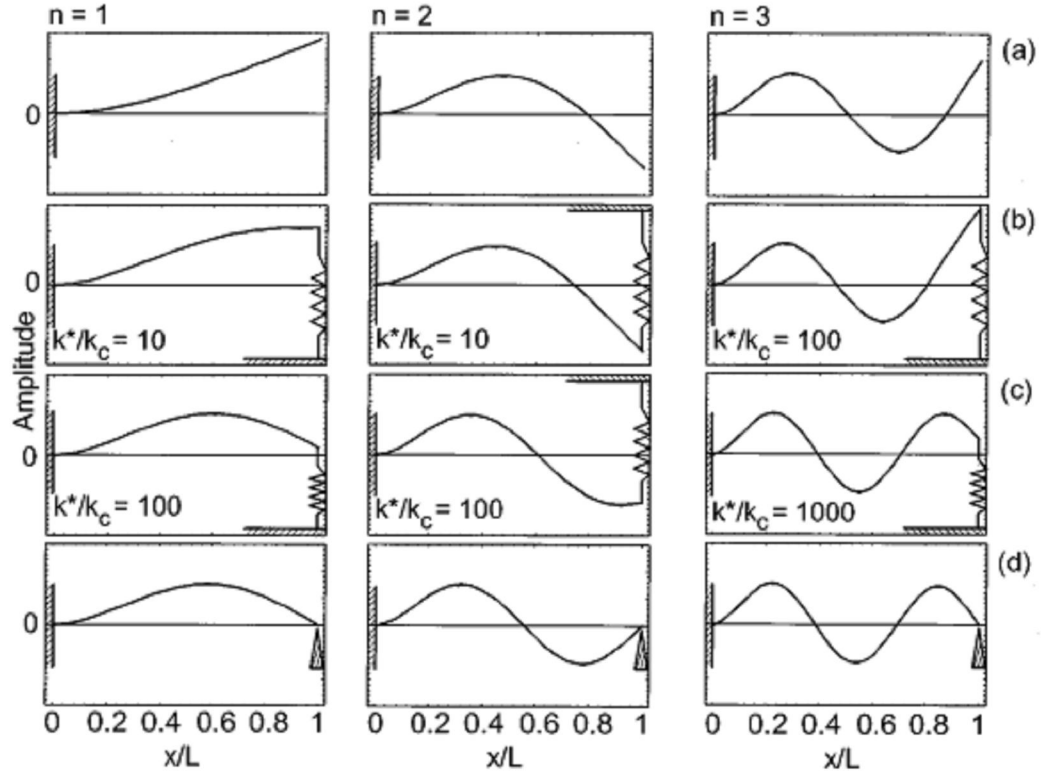 n = 1 n = 2 n = 3
(a)
0
(b)
0
k*/kc = 10 k*/kc = 10 k*/kc = 100
Amplitude
(c)
0
k*/kc = 100 k*/kc = 100 k*/kc = 1000
(d)
0
0 0.2 0.4 0.6 0.8 1 0 0.2 0.4 0.6 0.8 1 0 0.2 0.4 0.6 0.8 1
x/L x/L x/L